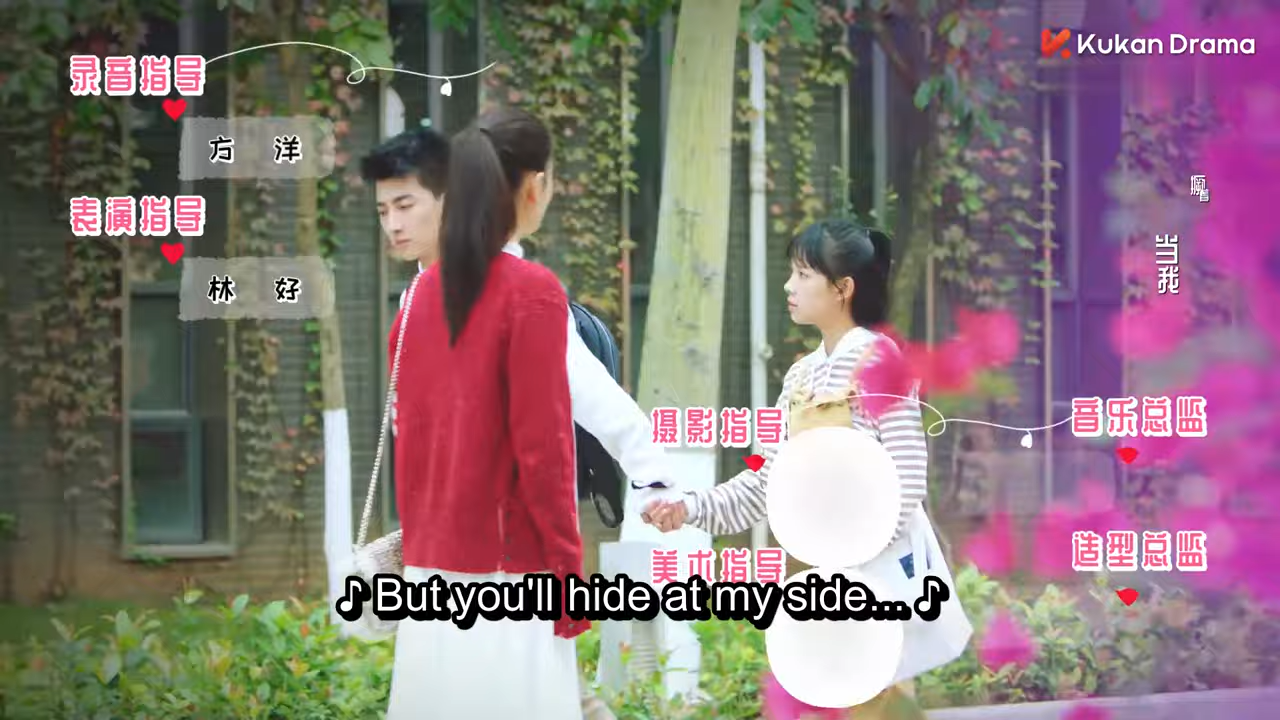 Kukan Drama
录音指导
方 洋
表演指导
林 好
当我
摄影指导
音乐总监
美术指导
造型总监
♪ But you'll hide at my side... ♪